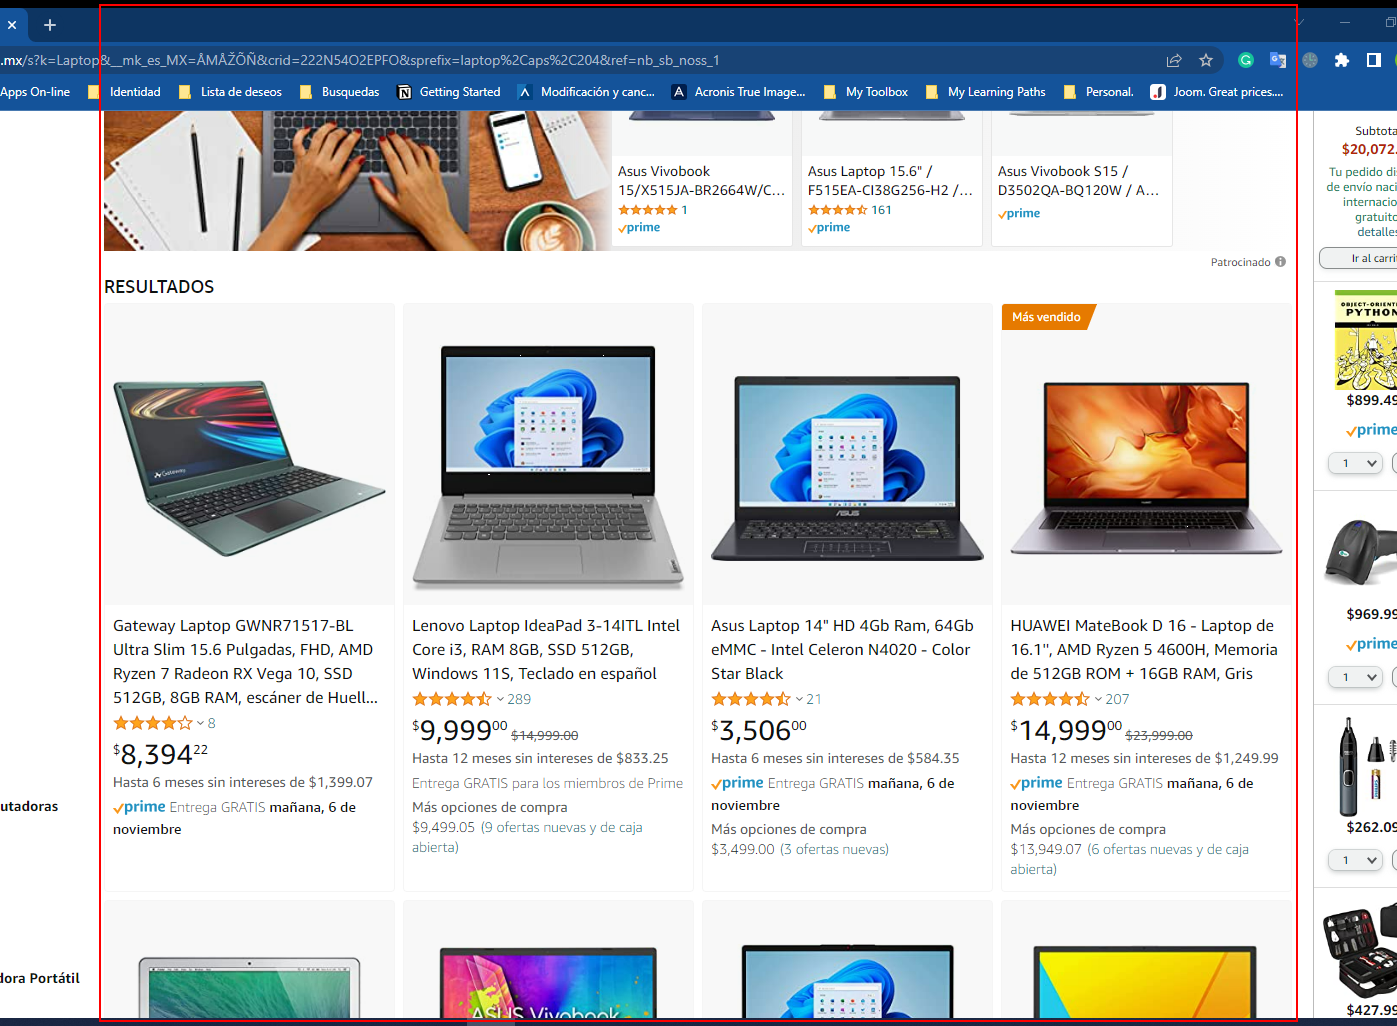 .mx/s?k=Laptop&__mk_es_MX=ÅMÅŽÕÑ&crid=222N54O2EPFO&sprefix=laptop%2Caps%2C204&ref=nb_sb_noss_1
Apps On-line
Identidad
Lista de deseos
Busquedas
Getting Started
Modificación y canc...
Acronis True Image...
My Toolbox
My Learning Paths
Personal.
Joom. Great prices....
Asus Vivobook
15/X515JA-BR2664W/C...
1
prime
Asus Laptop 15.6" /
F515EA-CI38G256-H2 /...
161
prime
Asus Vivobook S15 /
D3502QA-BQ120W / A...
prime
Patrocinado
RESULTADOS
Gateway
Gateway Laptop GWNR71517-BL
Ultra Slim 15.6 Pulgadas, FHD, AMD
Ryzen 7 Radeon RX Vega 10, SSD
512GB, 8GB RAM, escáner de Huell...
8
$8,394 22
Hasta 6 meses sin intereses de $1,399.07
prime Entrega GRATIS mañana, 6 de
noviembre
Lenovo Laptop IdeaPad 3-14ITL Intel
Core i3, RAM 8GB, SSD 512GB,
Windows 11S, Teclado en español
289
$9,999 00 $14,999.00
Hasta 12 meses sin intereses de $833.25
Entrega GRATIS para los miembros de Prime
Más opciones de compra
$9,499.05 (9 ofertas nuevas y de caja
abierta)
ASUS
Asus Laptop 14" HD 4Gb Ram, 64Gb
eMMC - Intel Celeron N4020 - Color
Star Black
21
$3,506 00
Hasta 6 meses sin intereses de $584.35
prime Entrega GRATIS mañana, 6 de
noviembre
Más opciones de compra
$3,499.00 (3 ofertas nuevas)
Más vendido
HUAWEI MateBook D 16 - Laptop de
16.1", AMD Ryzen 5 4600H, Memoria
de 512GB ROM + 16GB RAM, Gris
207
$14,999 00 $23,999.00
Hasta 12 meses sin intereses de $1,249.99
prime Entrega GRATIS mañana, 6 de
noviembre
Más opciones de compra
$13,949.07 (6 ofertas nuevas y de caja
abierta)
ASUS Vivobook
utadoras
dora Portátil
Subtota
$20,072.
Tu pedido di
de envío naci
internacio
gratuito
detalles
Ir al carri
OBJECT-ORIENT
PYTHON
$899.49
prime
1
$969.99
prime
1
$262.09
1
$427.99